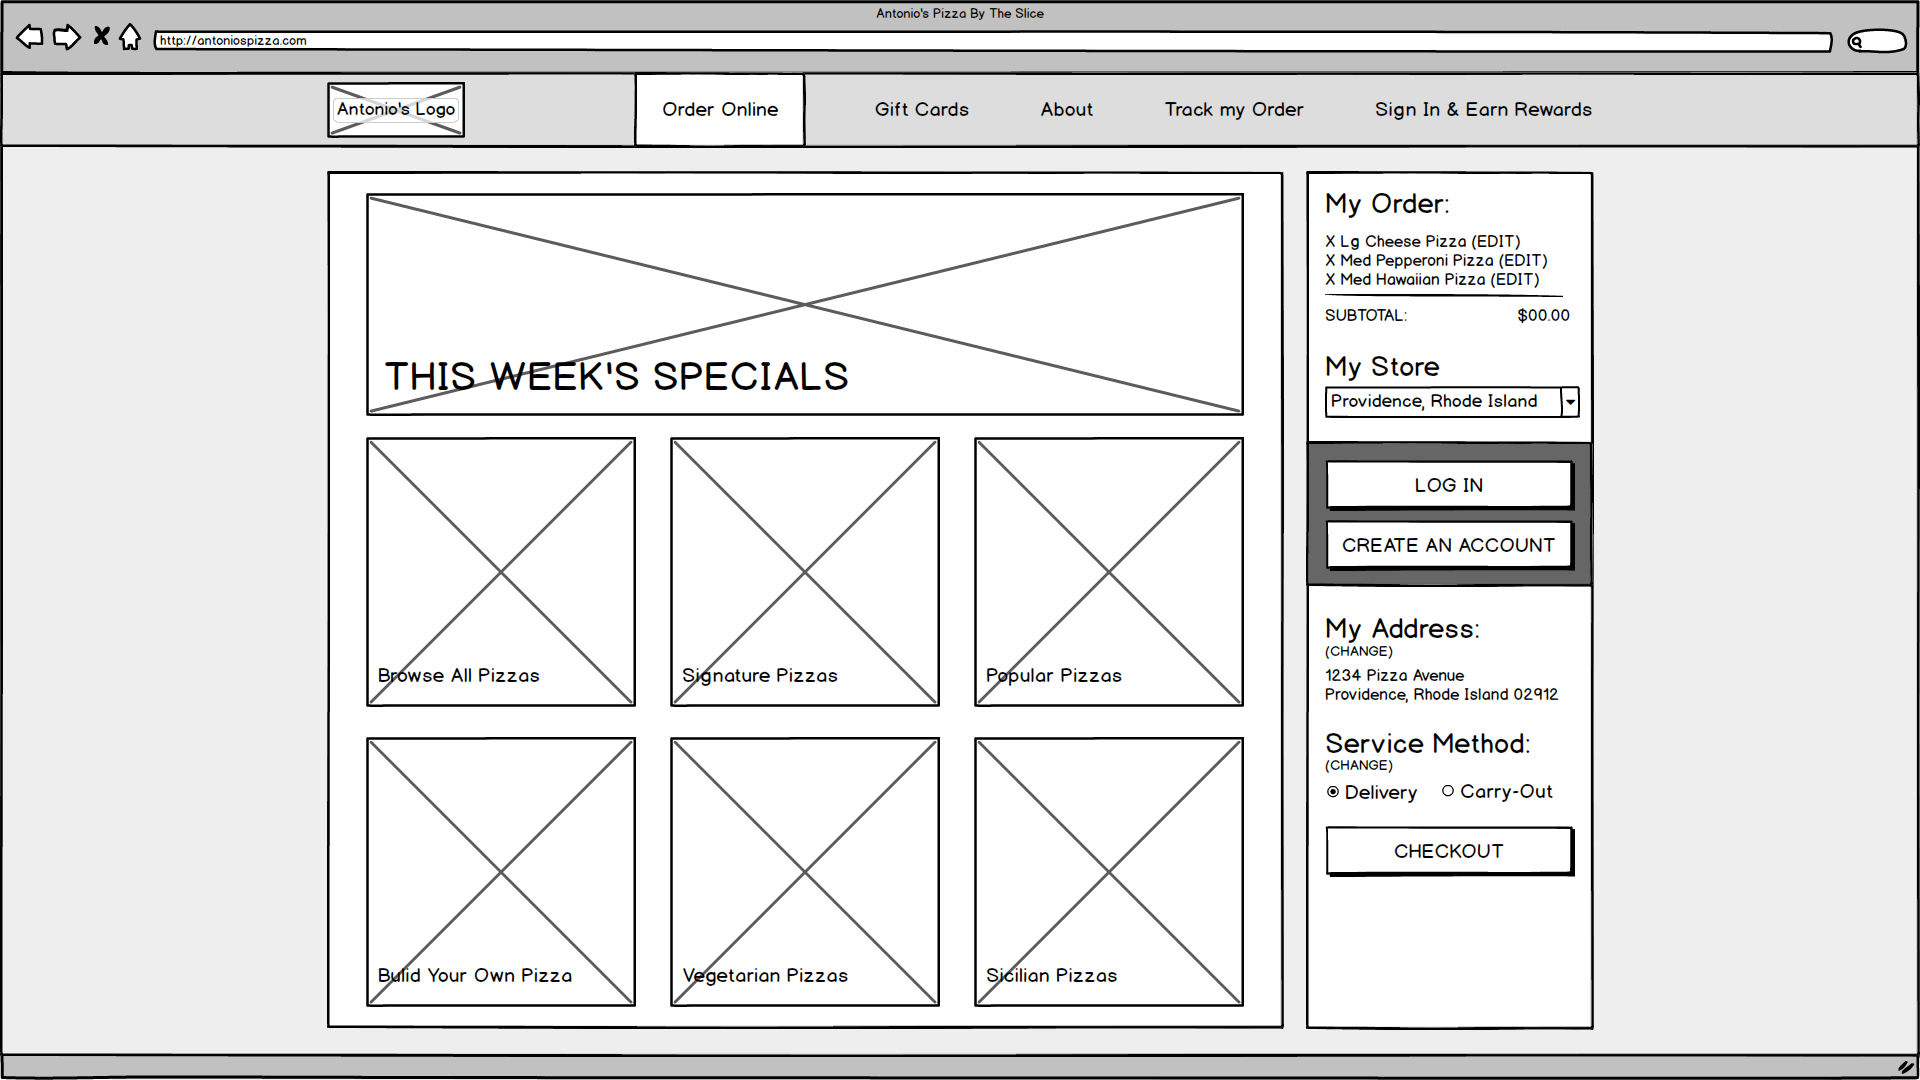 Antonio's Pizza By The Slice
http://antoniospizza.com
Antonio's Logo
Order Online
Gift Cards
About
Track my Order
Sign In & Earn Rewards
THIS WEEK'S SPECIALS
Browse All Pizzas
Signature Pizzas
Popular Pizzas
Bulid Your Own Pizza
Vegetarian Pizzas
Sicilian Pizzas
My Order:
X Lg Cheese Pizza (EDIT)
X Med Pepperoni Pizza (EDIT)
X Med Hawaiian Pizza (EDIT)
SUBTOTAL: $00.00
My Store
Providence, Rhode Island
LOG IN
CREATE AN ACCOUNT
My Address:
(CHANGE)
1234 Pizza Avenue
Providence, Rhode Island 02912
Service Method:
(CHANGE)
Delivery
Carry-Out
CHECKOUT